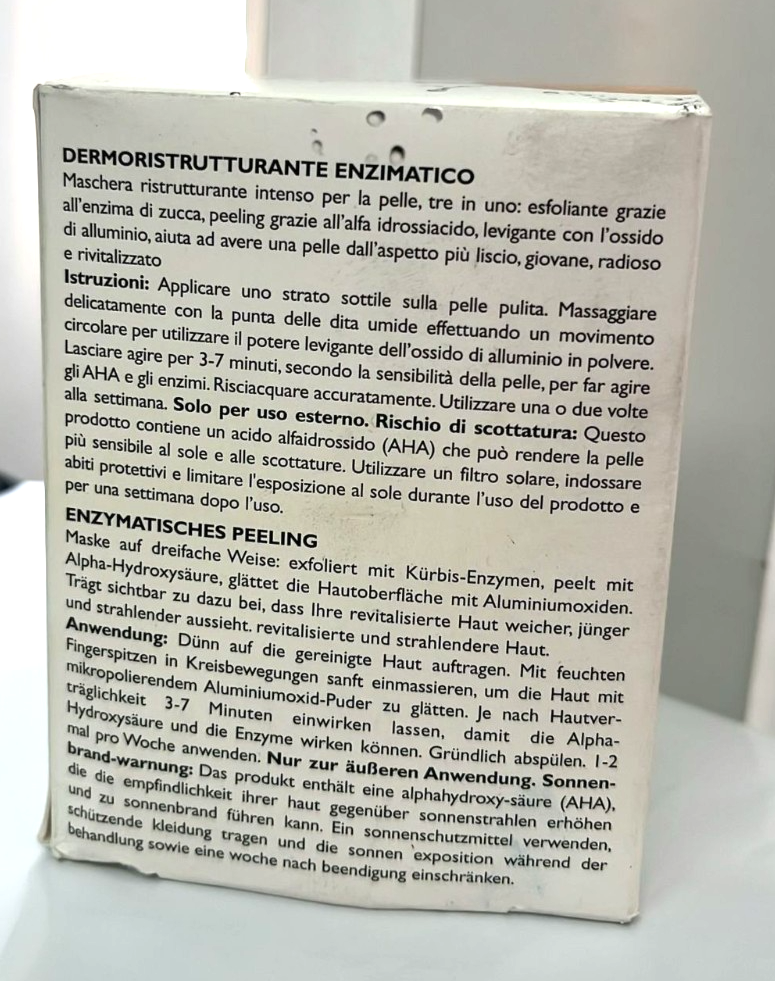 DERMORISTRUTTURANTE ENZIMATICO
Maschera ristrutturante intenso per la pelle, tre in uno: esfoliante grazie
all'enzima di zucca, peeling grazie all'alfa idrossiacido, levigante con l'ossido
di alluminio, aiuta ad avere una pelle dall'aspetto più liscio, giovane, radioso
e rivitalizzato
Istruzioni: Applicare uno strato sottile sulla pelle pulita. Massaggiare
delicatamente con la punta delle dita umide effettuando un movimento
circolare per utilizzare il potere levigante dell'ossido di alluminio in polvere.
Lasciare agire per 3-7 minuti, secondo la sensibilità della pelle, per far agire
gli AHA e gli enzimi. Risciacquare accuratamente. Utilizzare una o due volte
alla settimana. Solo per uso esterno. Rischio di scottatura: Questo
prodotto contiene un acido alfaidrossido (AHA) che può rendere la pelle
più sensibile al sole e alle scottature. Utilizzare un filtro solare, indossare
abiti protettivi e limitare l'esposizione al sole durante l'uso del prodotto e
per una settimana dopo l'uso.
ENZYMATISCHES PEELING
Maske auf dreifache Weise: exfoliert mit Kürbis-Enzymen, peelt mit
Alpha-Hydroxysäure, glättet die Hautoberfläche mit Aluminiumoxiden.
Trägt sichtbar zu dazu bei, dass Ihre revitalisierte Haut weicher, jünger
und strahlender aussieht. revitalisierte und strahlendere Haut.
Anwendung: Dünn auf die gereinigte Haut auftragen. Mit feuchten
Fingerspitzen in Kreisbewegungen sanft einmassieren, um die Haut mit
mikropolierendem Aluminiumoxid-Puder zu glätten. Je nach Hautver-
träglichkeit 3-7 Minuten einwirken lassen, damit die Alpha-
Hydroxysäure und die Enzyme wirken können. Gründlich abspülen. 1-2
mal pro Woche anwenden. Nur zur äußeren Anwendung. Sonnen-
brand-warnung: Das produkt enthält eine alphahydroxy-säure (AHA),
die die empfindlichkeit ihrer haut gegenüber sonnenstrahlen erhöhen
und zu sonnenbrand führen kann. Ein sonnenschutzmittel verwenden,
schützende kleidung tragen und die sonnen exposition während der
behandlung sowie eine woche nach beendigung einschränken.